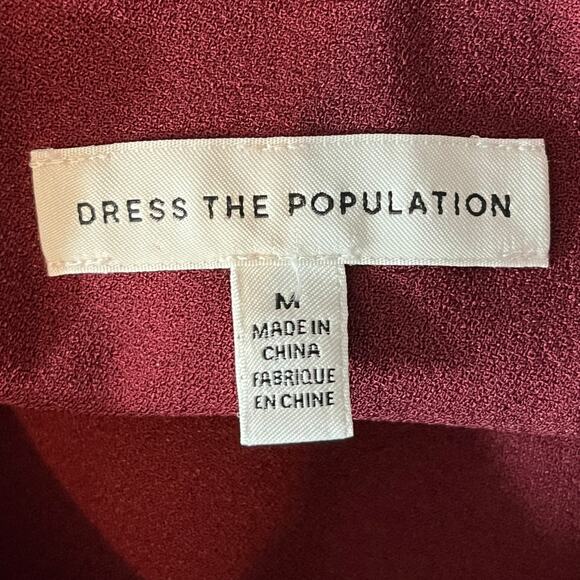 DRESS THE POPULATION
M
MADE IN
CHINA
FABRIQUE
EN CHINE